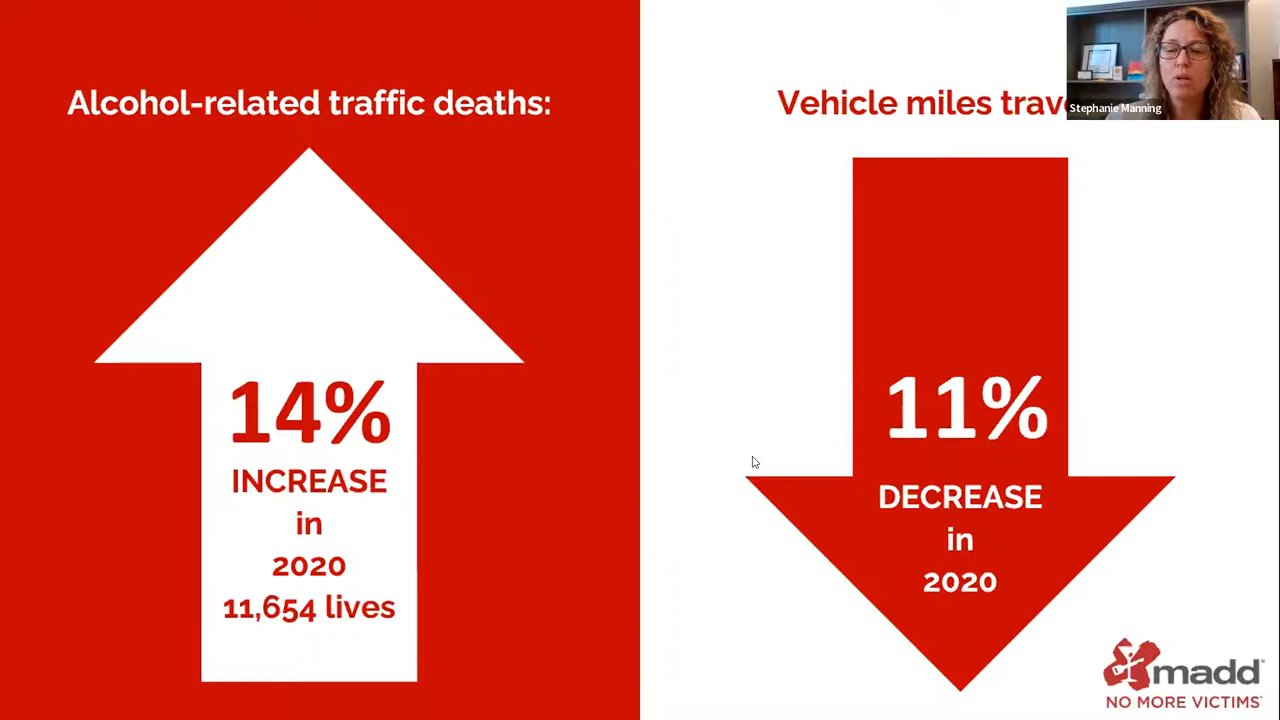 Alcohol-related traffic deaths:
14%
INCREASE
in
2020
11,654 lives
Vehicle miles
Stephanie Manning
11%
DECREASE
in
2020
madd
NO MORE VICTIMS